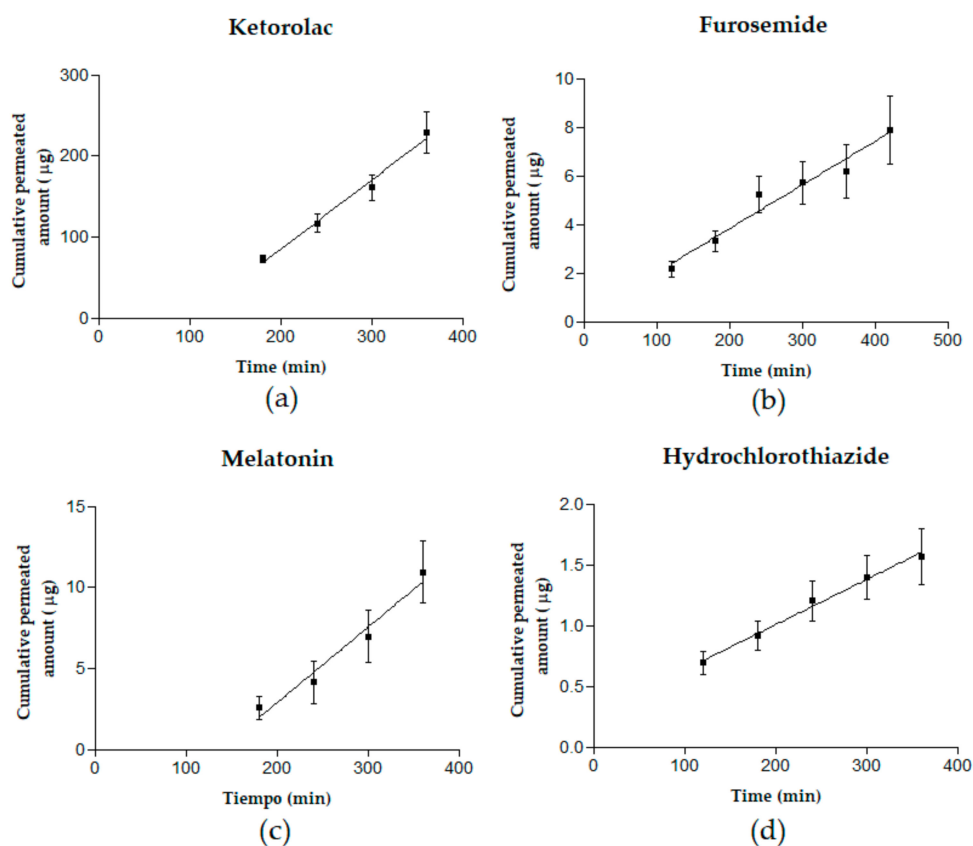 Ketorolac
Cumulative permeated
amount ( μg)
300
200
100
0
0 100 200 300 400
Time (min)
(a)
Furosemide
Cumulative permeated
amount ( μg)
10
8
6
4
2
0
0 100 200 300 400 500
Time (min)
(b)
Melatonin
Cumulative permeated
amount ( μg)
15
10
5
0
0 100 200 300 400
Tiempo (min)
(c)
Hydrochlorothiazide
Cumulative permeated
amount ( μg)
2.0
1.5
1.0
0.5
0.0
0 100 200 300 400
Time (min)
(d)